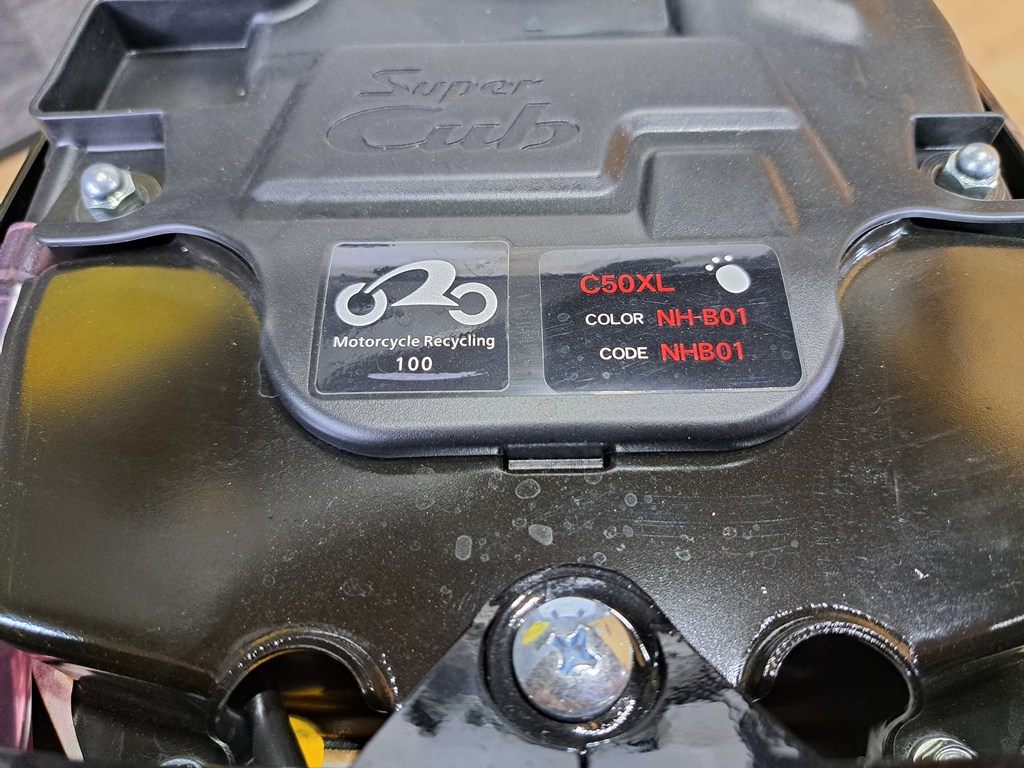 Super
Cub
Motorcycle Recycling
100
C50XL
COLOR NH-B01
CODE NHB01